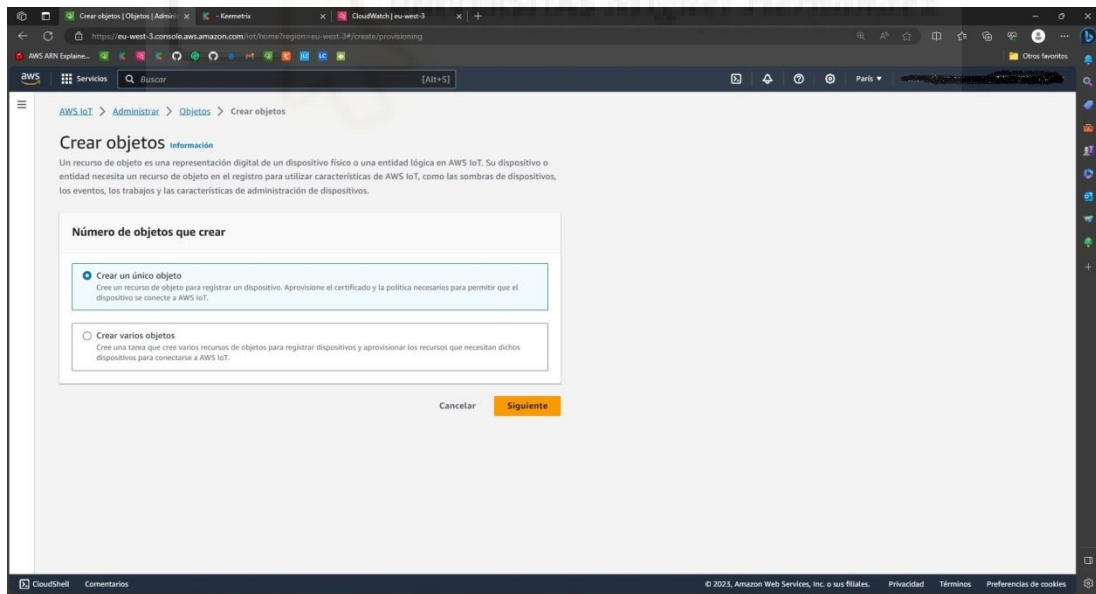 Crear objetos | Objetos | Admini
- Keemetrix
CloudWatch | eu-west-3
https://eu-west-3.console.aws.amazon.com/iot/home?region=eu-west-3#/create/provisioning
AWS ARN Explaine...
Otros favoritos
aws
Servicios
Buscar
[Alt+S]
París
AWS IoT > Administrar > Objetos > Crear objetos
Crear objetos Información
Un recurso de objeto es una representación digital de un dispositivo físico o una entidad lógica en AWS IoT. Su dispositivo o
entidad necesita un recurso de objeto en el registro para utilizar características de AWS IoT, como las sombras de dispositivos,
los eventos, los trabajos y las características de administración de dispositivos.
Número de objetos que crear
Crear un único objeto
Cree un recurso de objeto para registrar un dispositivo. Aprovisione el certificado y la política necesarios para permitir que el
dispositivo se conecte a AWS IoT.
Crear varios objetos
Cree una tarea que cree varios recursos de objetos para registrar dispositivos y aprovisionar los recursos que necesitan dichos
dispositivos para conectarse a AWS IoT.
Cancelar
Siguiente
CloudShell
Comentarios
© 2023, Amazon Web Services, Inc. o sus filiales.
Privacidad
Términos
Preferencias de cookies